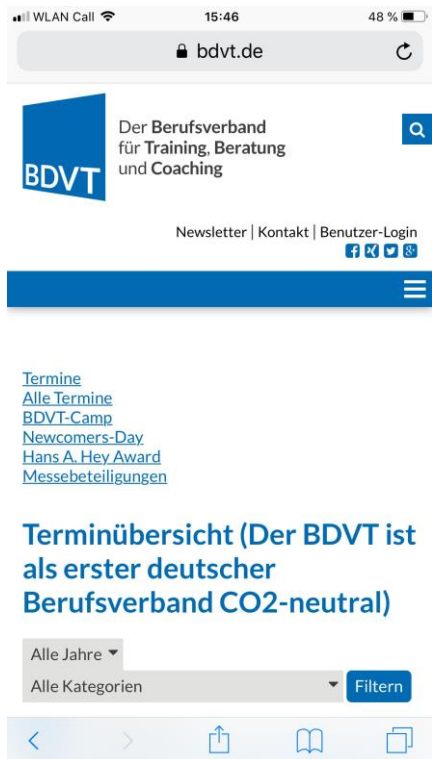 WLAN Call 15:46 48 %
bdvt.de
BDVT
Der Berufsverband
für Training, Beratung
und Coaching
Newsletter | Kontakt | Benutzer-Login
Termine
Alle Termine
BDVT-Camp
Newcomers-Day
Hans A. Hey Award
Messebeteiligungen
Terminübersicht (Der BDVT ist
als erster deutscher
Berufsverband CO2-neutral)
Alle Jahre
Alle Kategorien Filtern